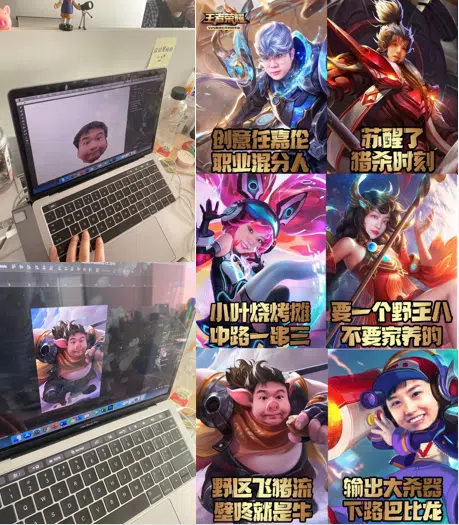 王者荣耀
创意任嘉伦
职业混分人
苏醒了
猎杀时刻
小叶烧烤摊
中路一串三
要一个野王八
不要家养的
野区飞猪流
壁咚就是牛
输出大杀器
下路巴比龙